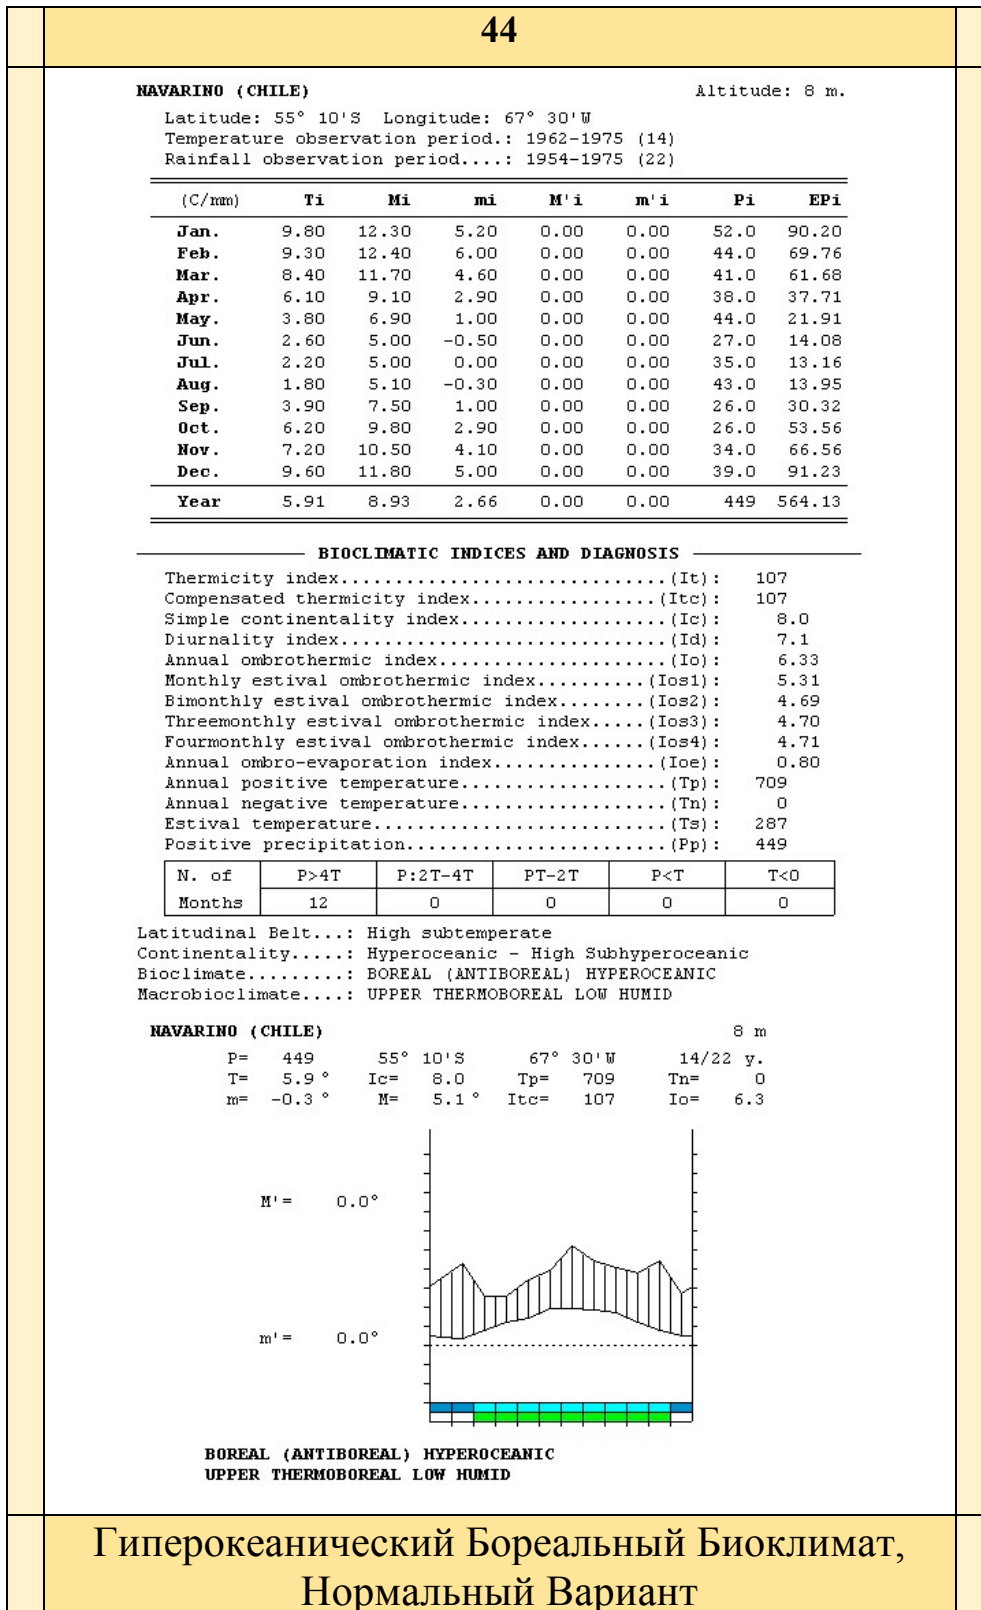 44
NAVARINO (CHILE) Altitude: 8 m.
Latitude: 55° 10'S Longitude: 67° 30'W
Temperature observation period.: 1962-1975 (14)
Rainfall observation period....: 1954-1975 (22)
(C/mm) Ti Mi mi M'i m'i Pi EPi
Jan. 9.80 12.30 5.20 0.00 0.00 52.0 90.20
Feb. 9.30 12.40 6.00 0.00 0.00 44.0 69.76
Mar. 8.40 11.70 4.60 0.00 0.00 41.0 61.68
Apr. 6.10 9.10 2.90 0.00 0.00 38.0 37.71
May. 3.80 6.90 1.00 0.00 0.00 44.0 21.91
Jun. 2.60 5.00 -0.50 0.00 0.00 27.0 14.08
Jul. 2.20 5.00 0.00 0.00 0.00 35.0 13.16
Aug. 1.80 5.10 -0.30 0.00 0.00 43.0 13.95
Sep. 3.90 7.50 1.00 0.00 0.00 26.0 30.32
Oct. 6.20 9.80 2.90 0.00 0.00 26.0 53.56
Nov. 7.20 10.50 4.10 0.00 0.00 34.0 66.56
Dec. 9.60 11.80 5.00 0.00 0.00 39.0 91.23
Year 5.91 8.93 2.66 0.00 0.00 449 564.13
BIOCLIMATIC INDICES AND DIAGNOSIS
Thermicity index..............................(It): 107
Compensated thermicity index.................(Itc): 107
Simple continentality index...................(Ic): 8.0
Diurnality index..............................(Id): 7.1
Annual ombrothermic index.....................(Io): 6.33
Monthly estival ombrothermic index..........(Ios1): 5.31
Bimonthly estival ombrothermic index........(Ios2): 4.69
Threemonthly estival ombrothermic index.....(Ios3): 4.70
Fourmonthly estival ombrothermic index......(Ios4): 4.71
Annual ombro-evaporation index...............(Ioe): 0.80
Annual positive temperature...................(Tp): 709
Annual negative temperature...................(Tn): 0
Estival temperature...........................(Ts): 287
Positive precipitation........................(Pp): 449
N. of P>4T P:2T-4T PT-2T P<T T<0
Months 12 0 0 0 0
Latitudinal Belt...: High subtemperate
Continentality.....: Hyperoceanic - High Subhyperoceanic
Bioclimate.........: BOREAL (ANTIBOREAL) HYPEROCEANIC
Macrobioclimate....: UPPER THERMOBOREAL LOW HUMID
NAVARINO (CHILE) 8 m
P= 449 55° 10'S 67° 30'W 14/22 y.
T= 5.9 ° Ic= 8.0 Tp= 709 Tn= 0
m= -0.3 ° M= 5.1 ° Itc= 107 Io= 6.3
M'= 0.0°
m'= 0.0°
BOREAL (ANTIBOREAL) HYPEROCEANIC
UPPER THERMOBOREAL LOW HUMID
Гиперокеанический Бореальный Биоклимат,
Нормальный Вариант